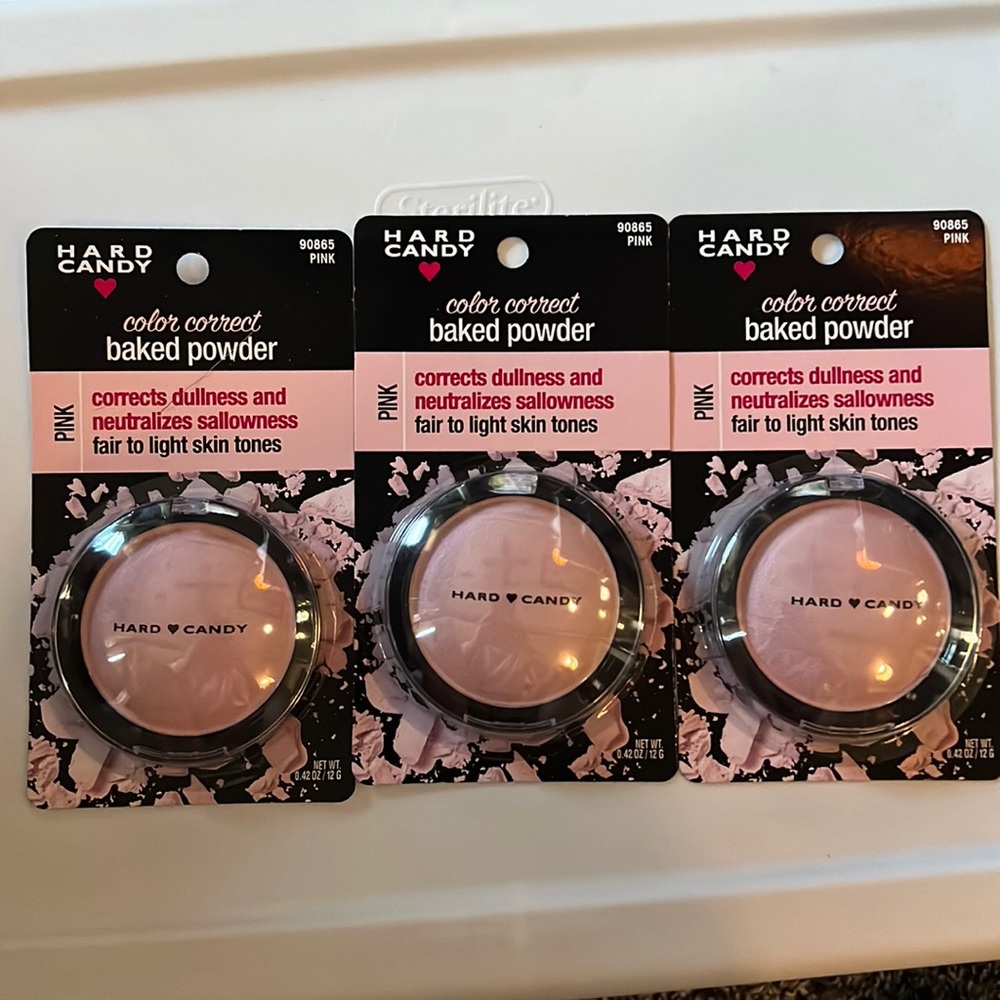 Sterilite
HARD
CANDY
90865
PINK
color correct
baked powder
PINK
corrects dullness and
neutralizes sallowness
fair to light skin tones
HARD CANDY
NET WT.
0.42 OZ / 12 G
HARD
CANDY
90865
PINK
color correct
baked powder
PINK
corrects dullness and
neutralizes sallowness
fair to light skin tones
HARD CANDY
NET WT.
0.42 OZ / 12 G
HARD
CANDY
90865
PINK
color correct
baked powder
PINK
corrects dullness and
neutralizes sallowness
fair to light skin tones
HARD CANDY
NET WT.
0.42 OZ / 12 G